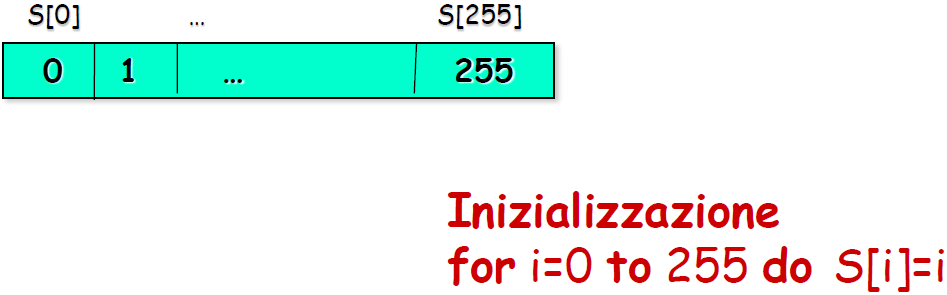 S[0] ... S[255]
0 1 ... 255
Inizializzazione
for i=0 to 255 do S[i]=i